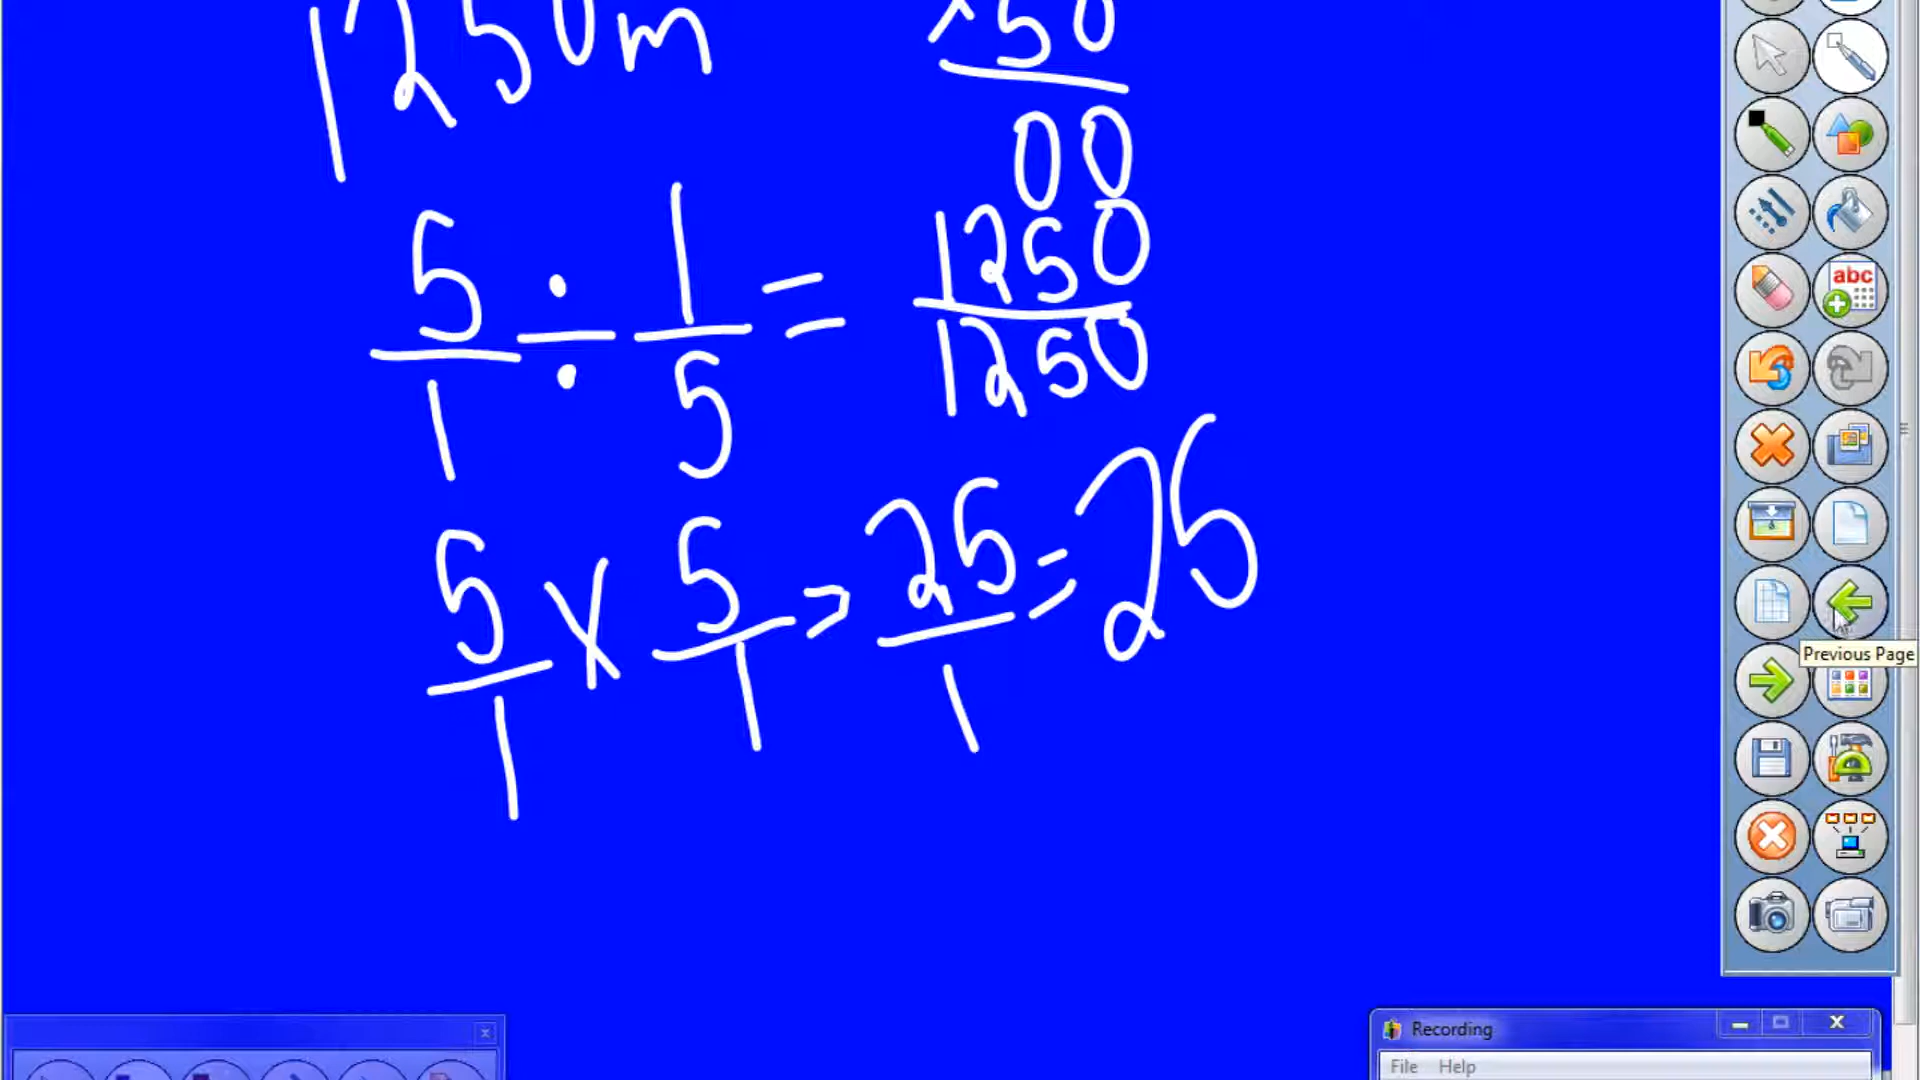 1250m
×50
00
1250
1250
5/1 ÷ 1/5 =
5/1 x 5/1 > 25/1 = 25
abc
Previous Page
Recording
File Help